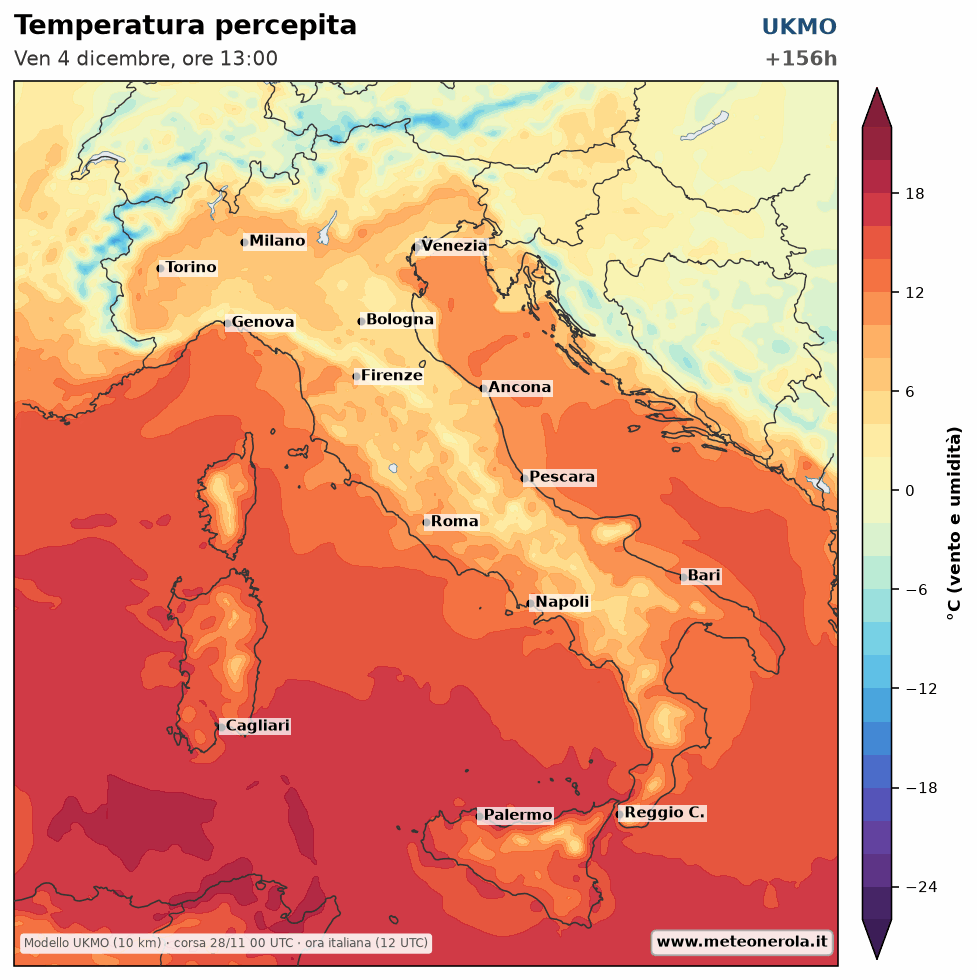 Temperatura percepita
UKMO
Ven 4 dicembre, ore 13:00
+156h
Milano
Venezia
Torino
Genova
Bologna
Firenze
Ancona
Pescara
Roma
Bari
Napoli
Cagliari
Palermo
Reggio C.
18
12
6
0
−6
−12
−18
−24
°C (vento e umidità)
Modello UKMO (10 km) · corsa 28/11 00 UTC · ora italiana (12 UTC)
www.meteonerola.it